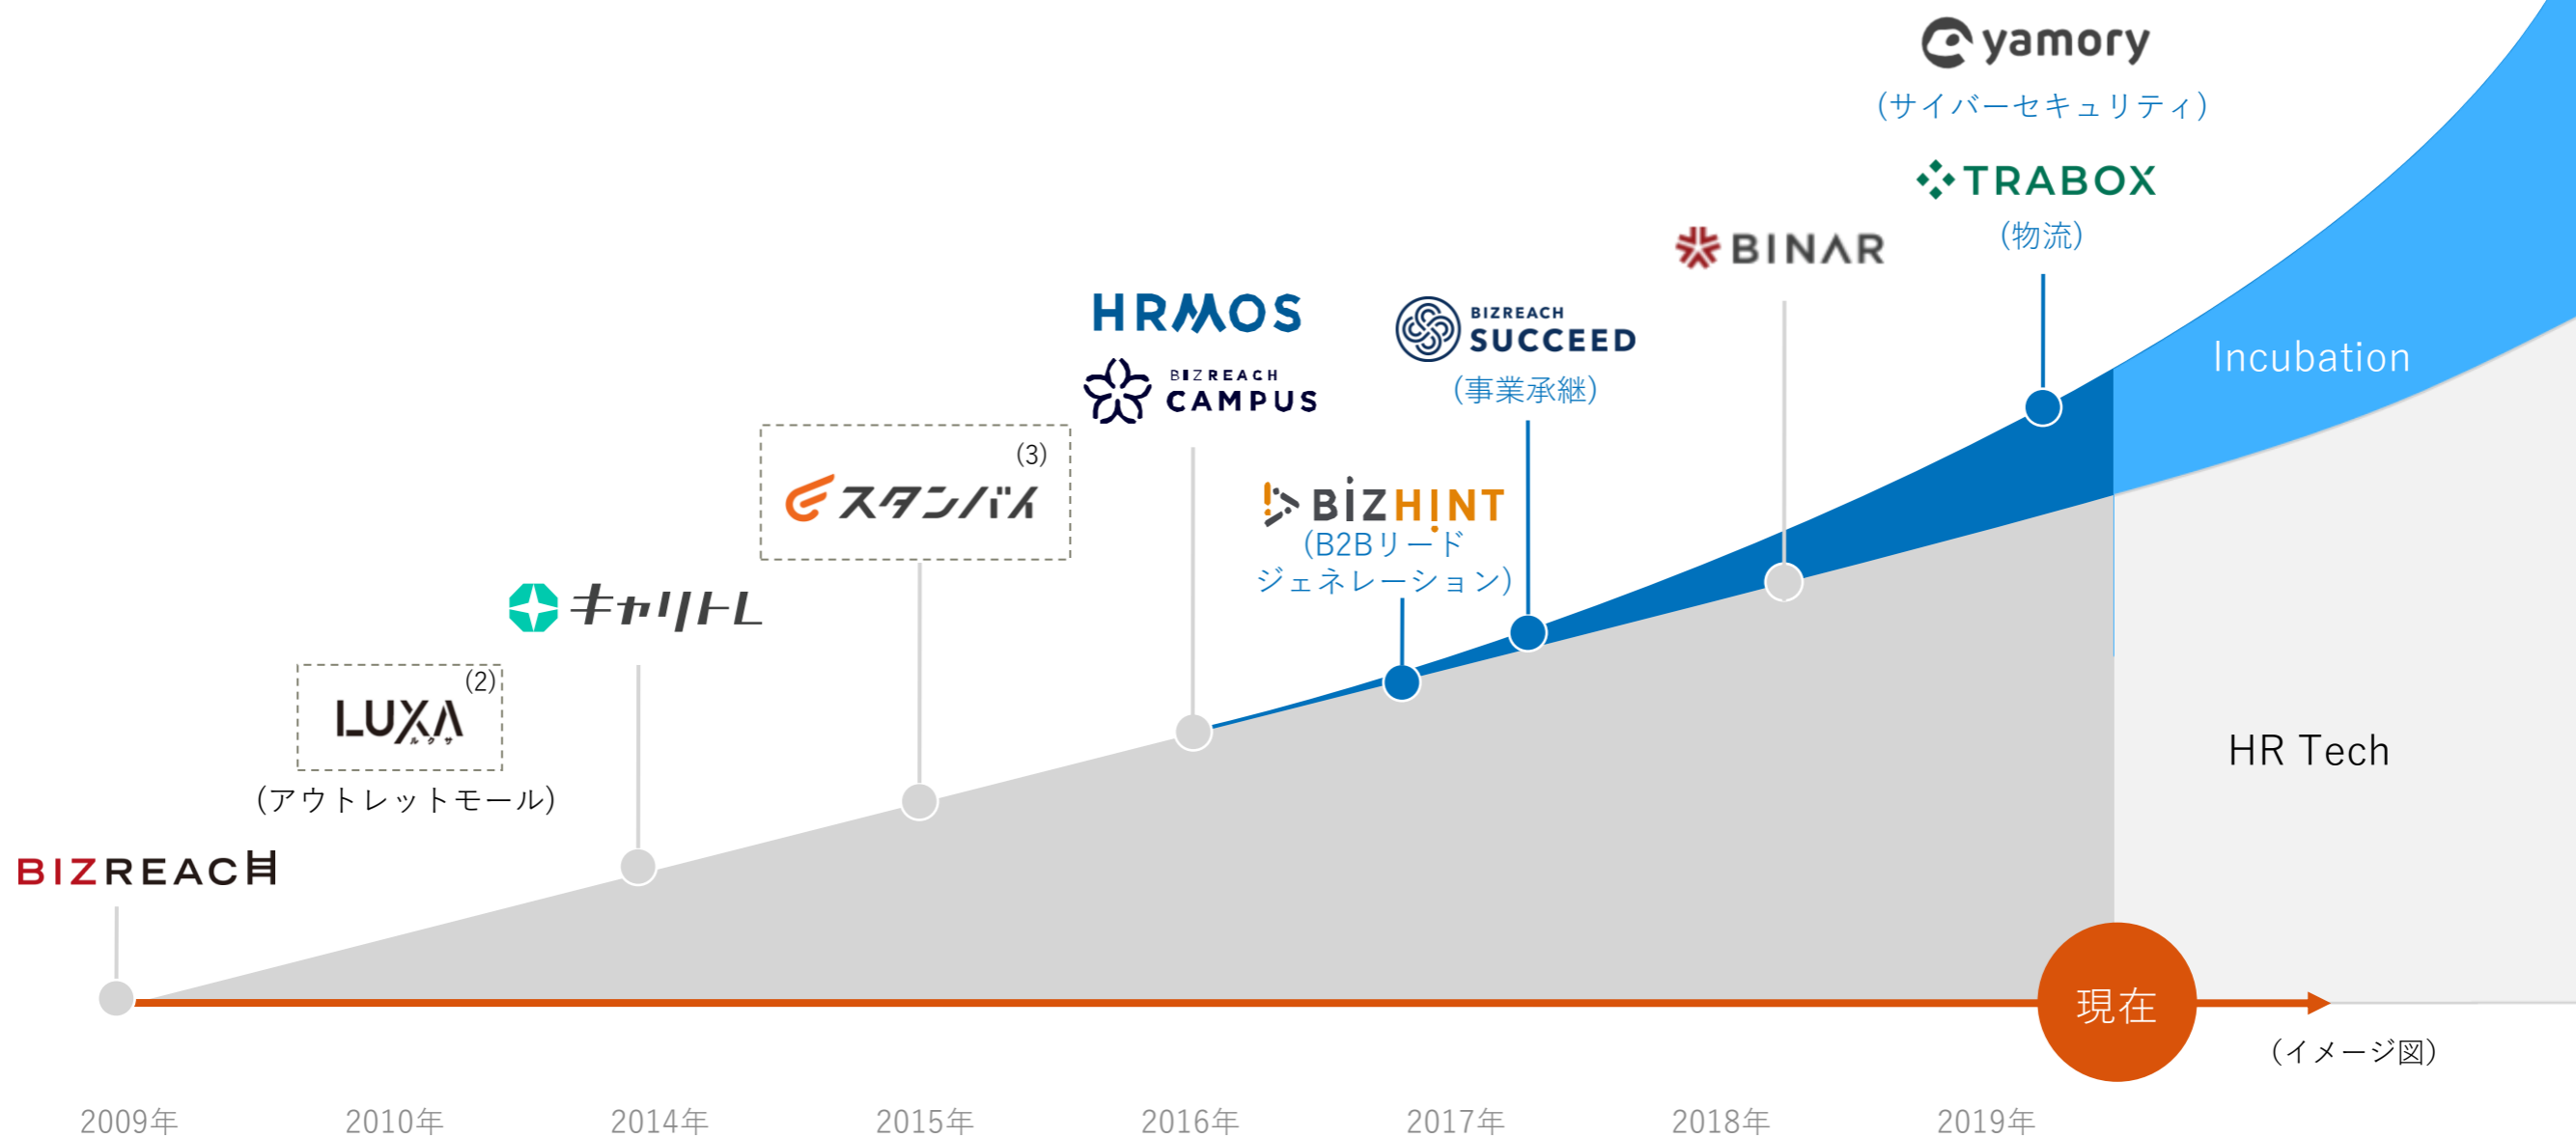 yamory
(サイバーセキュリティ)
TRABOX
(物流)
BINAR
HRMOS
BIZREACH
CAMPUS
BIZREACH
SUCCEED
(事業承継)
Incubation
(3)
スタンバイ
BIZHINT
(B2Bリード
ジェネレーション)
キャリトレ
(2)
LUXA
ルクサ
(アウトレットモール)
HR Tech
BIZREACH
現在
(イメージ図)
2009年
2010年
2014年
2015年
2016年
2017年
2018年
2019年